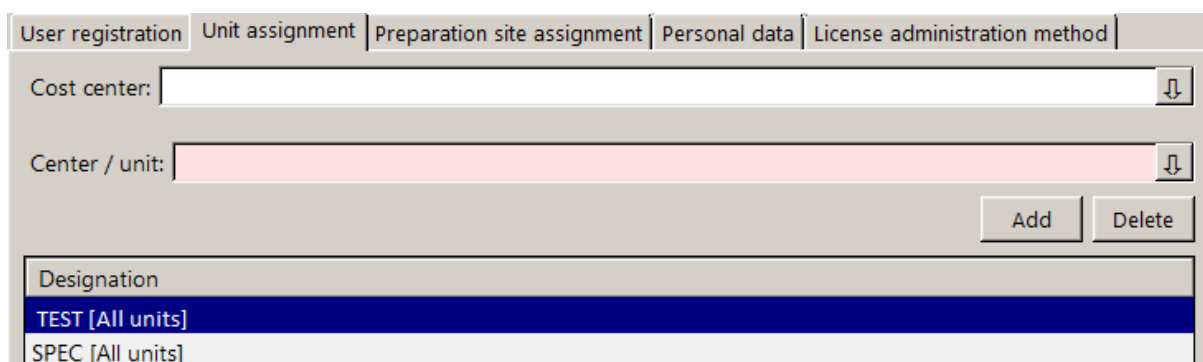 User registration Unit assignment Preparation site assignment Personal data License administration method
Cost center:
Center / unit:
Add Delete
Designation
TEST [All units]
SPEC [All units]